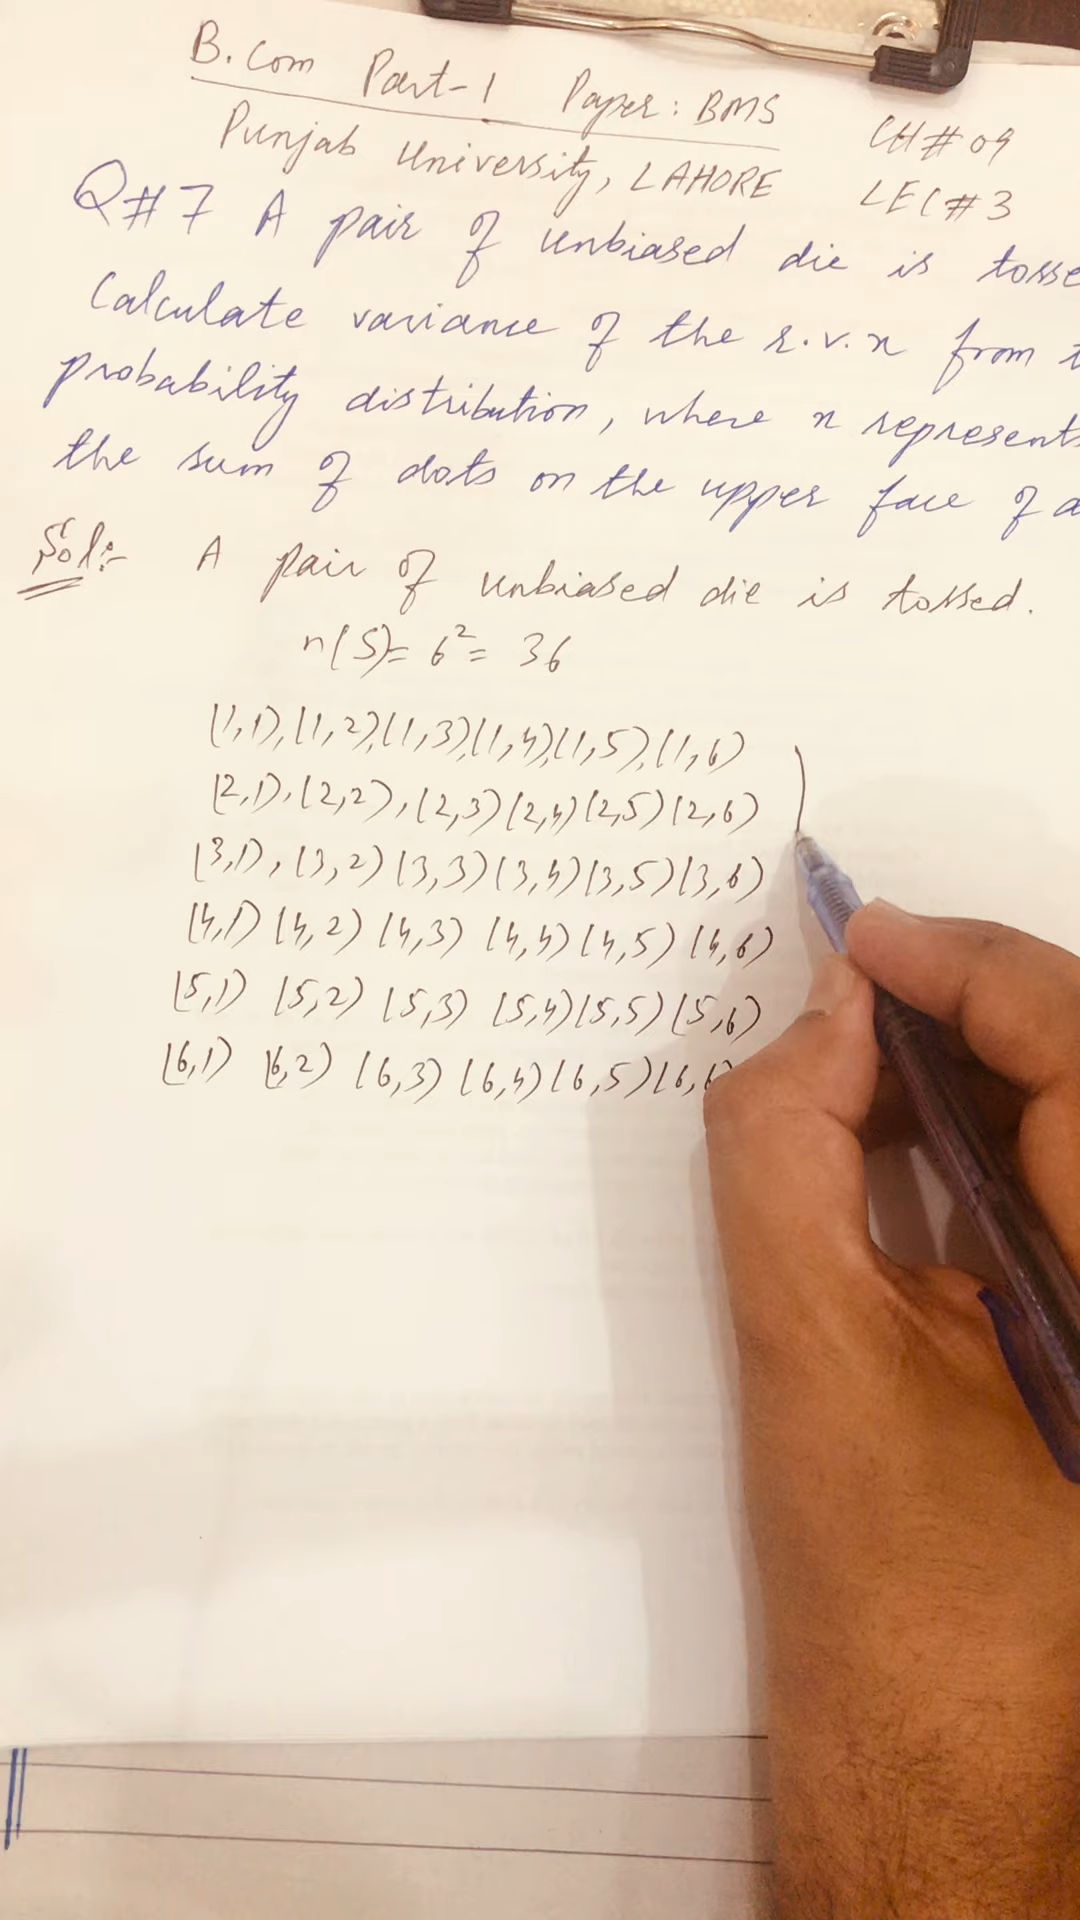 B.Com Part-1 Paper: BMS
Punjab University, LAHORE
CH # 09
LEC # 3
Q#7 A pair of unbiased die is tosse
Calculate variance of the r.v.x from t
probability distribution, where x represents
the sum of dots on the upper face of a
Sol:- A pair of unbiased die is tossed.
n(S)= 6²= 36
(1,1), (1,2), (1,3), (1,4), (1,5), (1,6)
(2,1), (2,2), (2,3) (2,4) (2,5) (2,6)
(3,1), (3,2) (3,3) (3,4) (3,5) (3,6)
(4,1) (4,2) (4,3) (4,4) (4,5) (4,6)
(5,1) (5,2) (5,3) (5,4) (5,5) (5,6)
(6,1) (6,2) (6,3) (6,4) (6,5) (6,6)